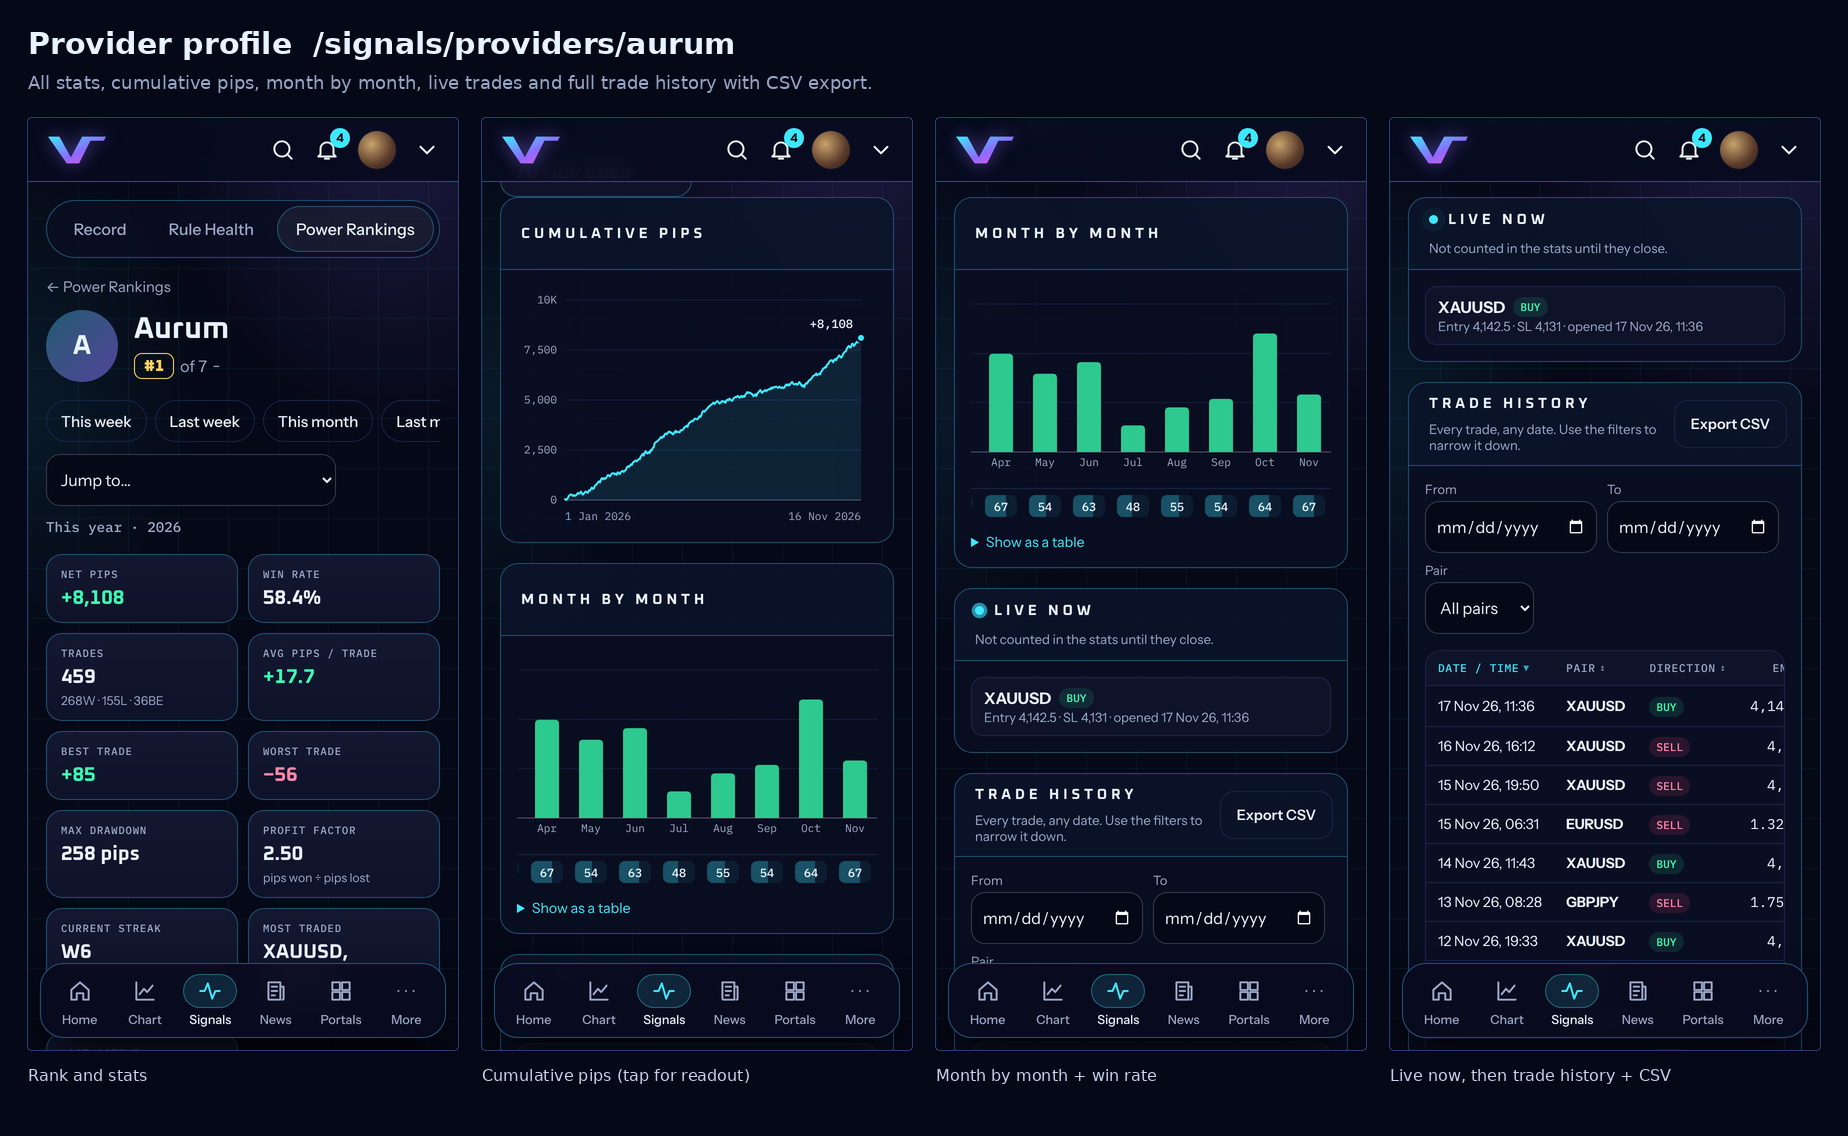 Provider profile /signals/providers/aurum
All stats, cumulative pips, month by month, live trades and full trade history with CSV export.
4
Record Rule Health Power Rankings
← Power Rankings
A
Aurum
#1 of 7 –
This week Last week This month Last m
Jump to...
This year · 2026
NET PIPS
+8,108
WIN RATE
58.4%
TRADES
459
268W·155L·36BE
AVG PIPS / TRADE
+17.7
BEST TRADE
+85
WORST TRADE
−56
MAX DRAWDOWN
258 pips
PROFIT FACTOR
2.50
pips won ÷ pips lost
CURRENT STREAK
W6
MOST TRADED
XAUUSD,
Home Chart Signals News Portals ··· More
Rank and stats
4
CUMULATIVE PIPS
10K
+8,108
7,500
5,000
2,500
0
1 Jan 2026 16 Nov 2026
MONTH BY MONTH
Apr May Jun Jul Aug Sep Oct Nov
67 54 63 48 55 54 64 67
▶ Show as a table
Home Chart Signals News Portals ··· More
Cumulative pips (tap for readout)
4
MONTH BY MONTH
Apr May Jun Jul Aug Sep Oct Nov
67 54 63 48 55 54 64 67
▶ Show as a table
LIVE NOW
Not counted in the stats until they close.
XAUUSD BUY
Entry 4,142.5 · SL 4,131 · opened 17 Nov 26, 11:36
TRADE HISTORY
Every trade, any date. Use the filters to
narrow it down.
Export CSV
From To
mm/dd/yyyy mm/dd/yyyy
Pair
Home Chart Signals News Portals ··· More
Month by month + win rate
4
LIVE NOW
Not counted in the stats until they close.
XAUUSD BUY
Entry 4,142.5 · SL 4,131 · opened 17 Nov 26, 11:36
TRADE HISTORY
Every trade, any date. Use the filters to
narrow it down.
Export CSV
From To
mm/dd/yyyy mm/dd/yyyy
Pair
All pairs
DATE / TIME ▼ PAIR ↕ DIRECTION ↕ EN
17 Nov 26, 11:36 XAUUSD BUY 4,14
16 Nov 26, 16:12 XAUUSD SELL 4,
15 Nov 26, 19:50 XAUUSD SELL 4,
15 Nov 26, 06:31 EURUSD SELL 1.32
14 Nov 26, 11:43 XAUUSD BUY 4,
13 Nov 26, 08:28 GBPJPY SELL 1.75
12 Nov 26, 19:33 XAUUSD BUY 4,
Home Chart Signals News Portals ··· More
Live now, then trade history + CSV